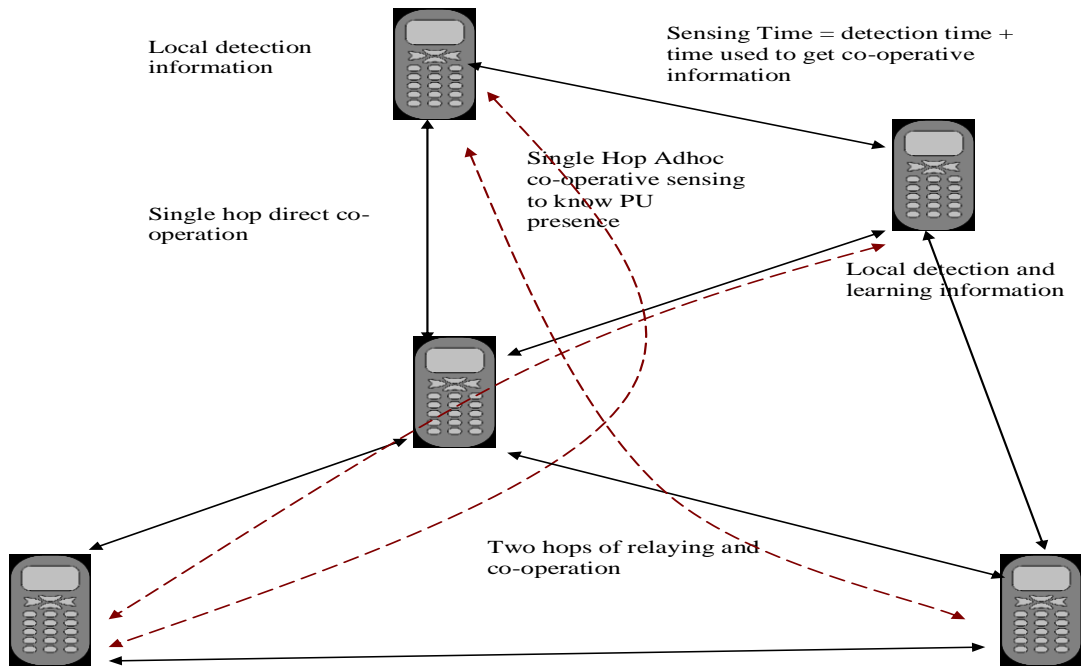 Local detection
information
Sensing Time = detection time +
time used to get co-operative
information
Single Hop Adhoc
co-operative sensing
to know PU
presence
Single hop direct co-
operation
Local detection and
learning information
Two hops of relaying and
co-operation